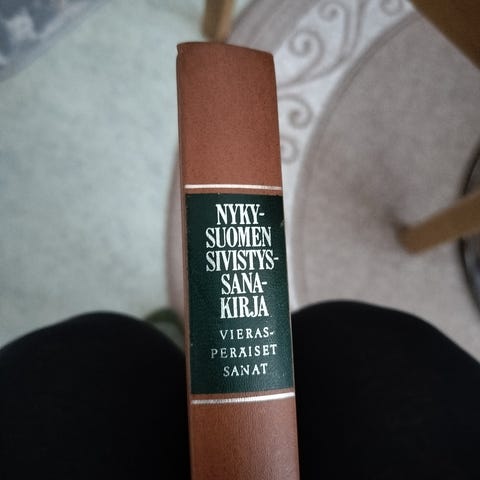 NYKY-
SUOMEN
SIVISTYS-
SANA-
KIRJA
VIERAS-
PERÄISET
SANAT